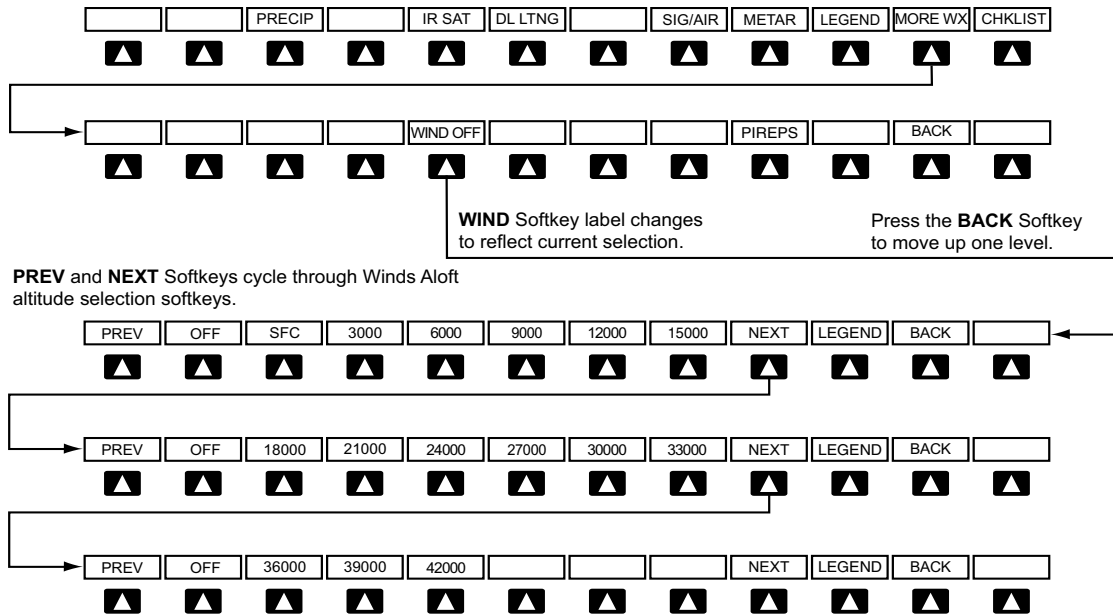 PRECIP IR SAT DL LTNG SIG/AIR METAR LEGEND MORE WX CHKLIST
WIND OFF PIREPS BACK
WIND Softkey label changes
to reflect current selection.
Press the BACK Softkey
to move up one level.
PREV and NEXT Softkeys cycle through Winds Aloft
altitude selection softkeys.
PREV OFF SFC 3000 6000 9000 12000 15000 NEXT LEGEND BACK
PREV OFF 18000 21000 24000 27000 30000 33000 NEXT LEGEND BACK
PREV OFF 36000 39000 42000 NEXT LEGEND BACK